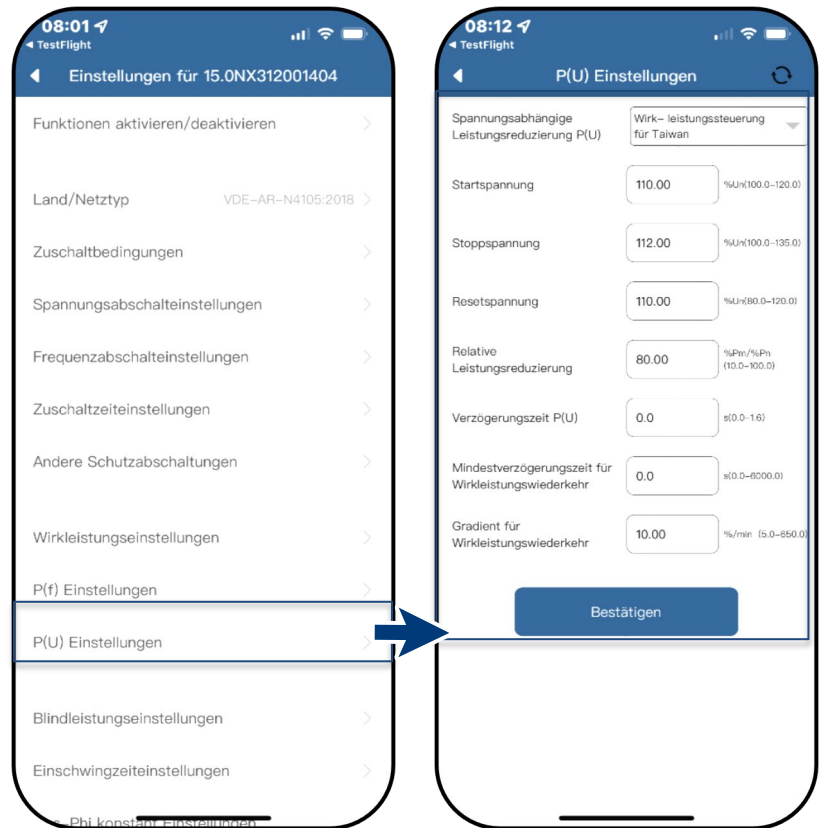 08:01
TestFlight
Einstellungen für 15.0NX312001404
Funktionen aktivieren/deaktivieren
Land/Netztyp VDE-AR-N4105:2018
Zuschaltbedingungen
Spannungsabschalteinstellungen
Frequenzabschalteinstellungen
Zuschaltzeiteinstellungen
Andere Schutzabschaltungen
Wirkleistungseinstellungen
P(f) Einstellungen
P(U) Einstellungen
Blindleistungseinstellungen
Einschwingzeiteinstellungen
-Phi konstant Einstellungen
08:12
TestFlight
P(U) Einstellungen
Spannungsabhängige
Leistungsreduzierung P(U)
Wirk- leistungssteuerung
für Taiwan
Startspannung 110.00 %Un(100.0-120.0)
Stoppspannung 112.00 %Un(100.0-135.0)
Resetspannung 110.00 %Un(80.0-120.0)
Relative
Leistungsreduzierung
80.00
%Pm/%Pn
(10.0-100.0)
Verzögerungszeit P(U) 0.0 s(0.0-1.6)
Mindestverzögerungszeit für
Wirkleistungswiederkehr
0.0 s(0.0-6000.0)
Gradient für
Wirkleistungswiederkehr
10.00 %/min (5.0-650.0)
Bestätigen